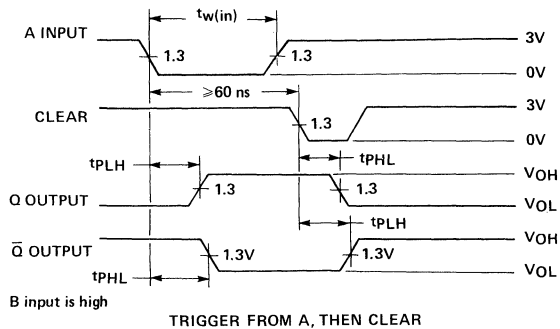 tw(in)
A INPUT
1.3
1.3
3V
0V
≥60 ns
CLEAR
1.3
3V
0V
tPLH
tPHL
Q OUTPUT
1.3
1.3
VOH
VOL
tPLH
Q̅ OUTPUT
1.3V
1.3V
VOH
VOL
tPHL
B input is high
TRIGGER FROM A, THEN CLEAR